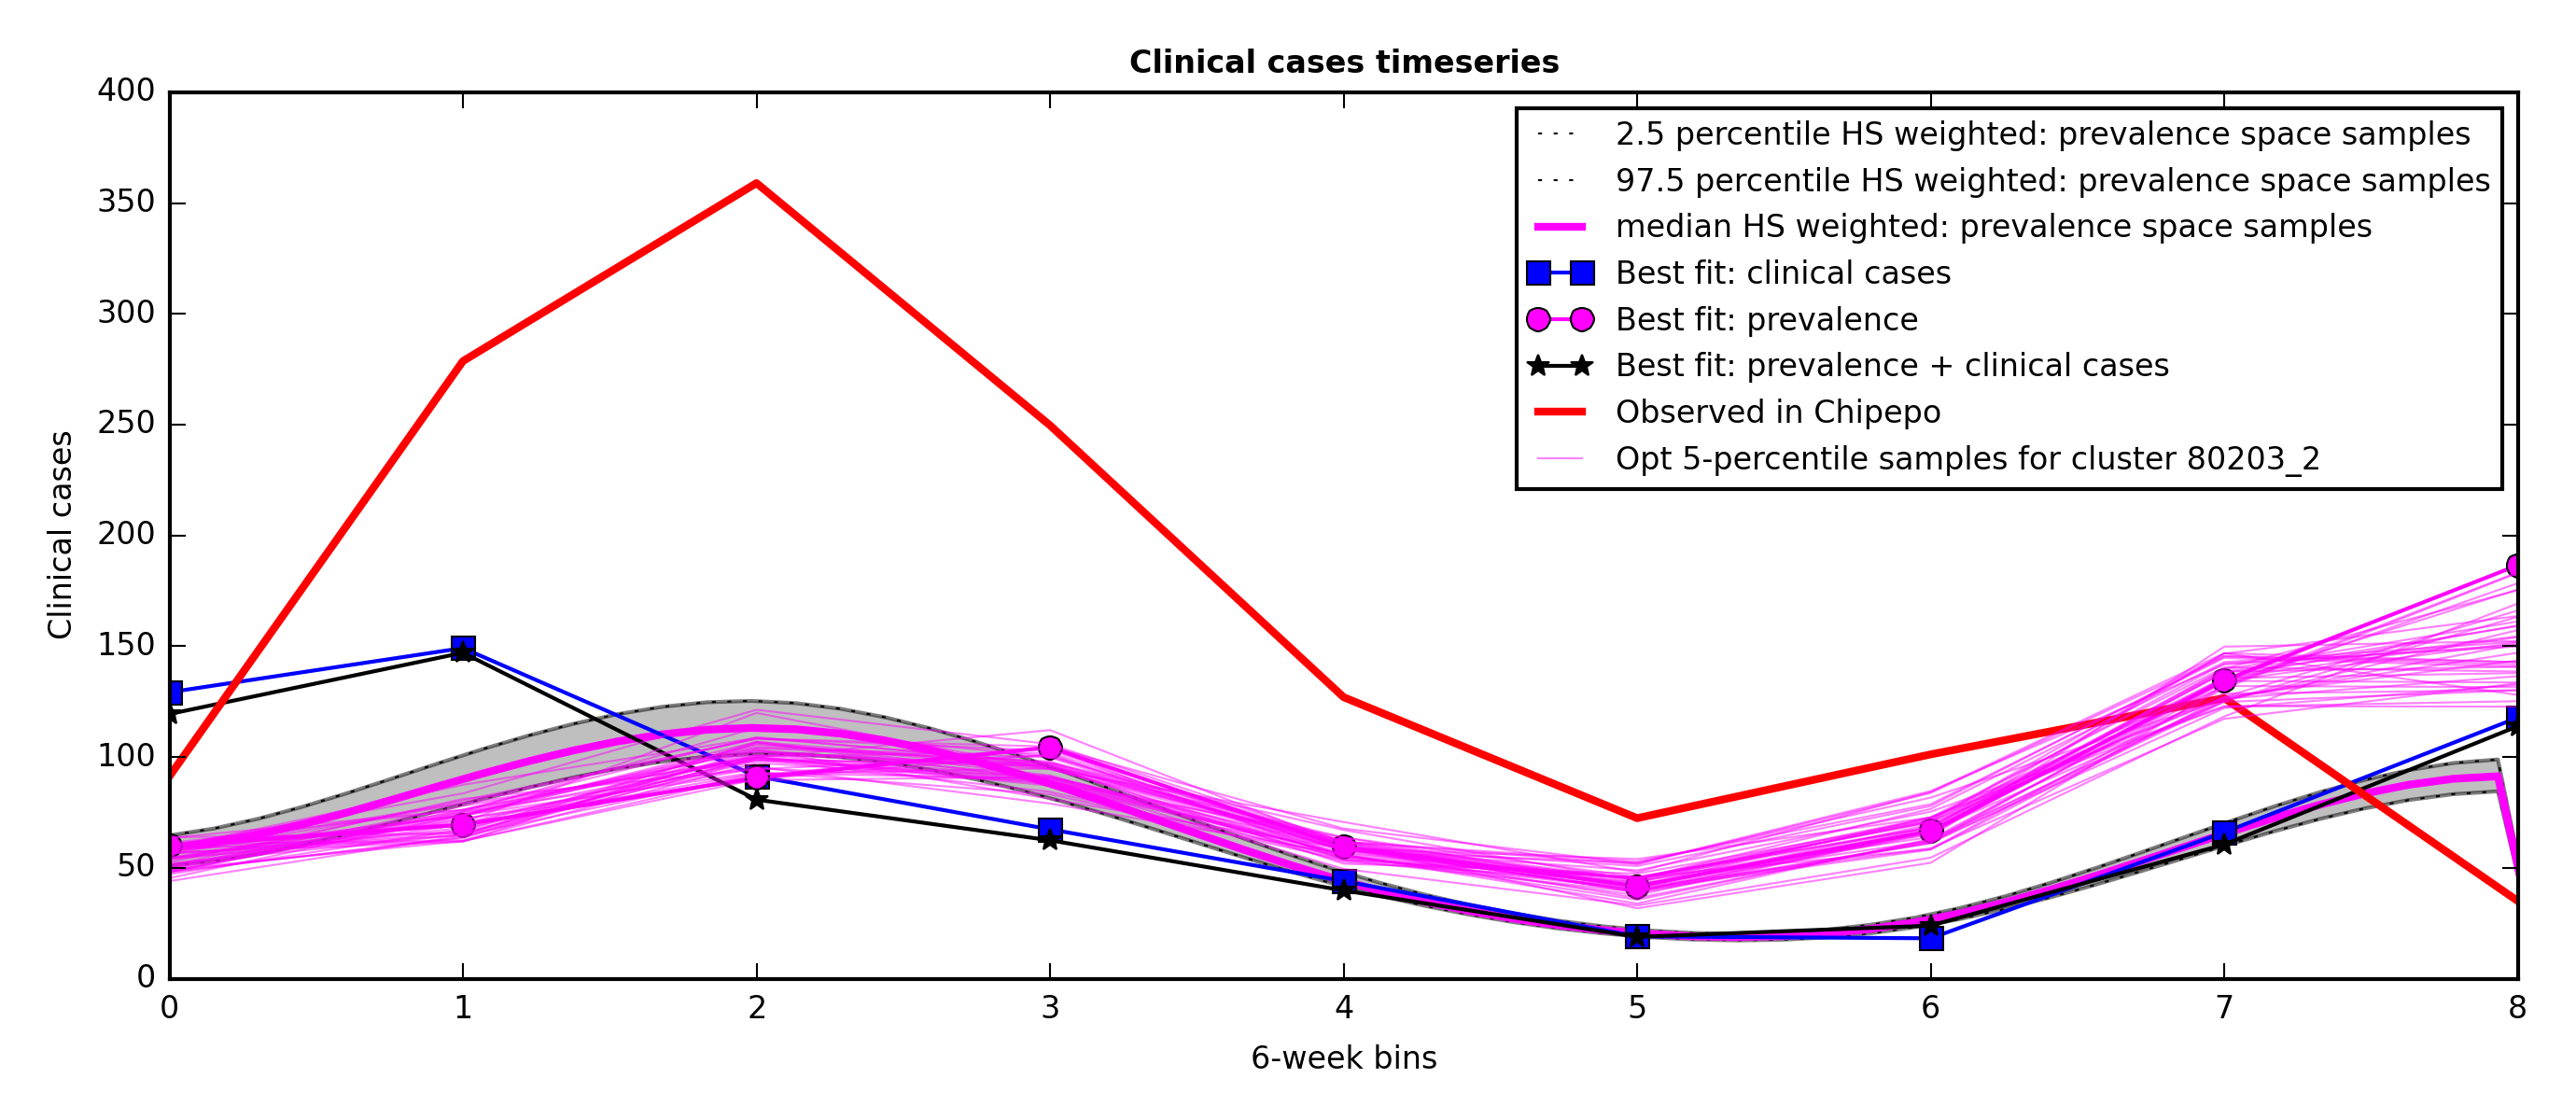 Clinical cases timeseries
400
350
300
250
200
150
100
50
0
Clinical cases
2.5 percentile HS weighted: prevalence space samples
97.5 percentile HS weighted: prevalence space samples
median HS weighted: prevalence space samples
Best fit: clinical cases
Best fit: prevalence
Best fit: prevalence + clinical cases
Observed in Chipepo
Opt 5-percentile samples for cluster 80203_2
0 1 2 3 4 5 6 7 8
6-week bins